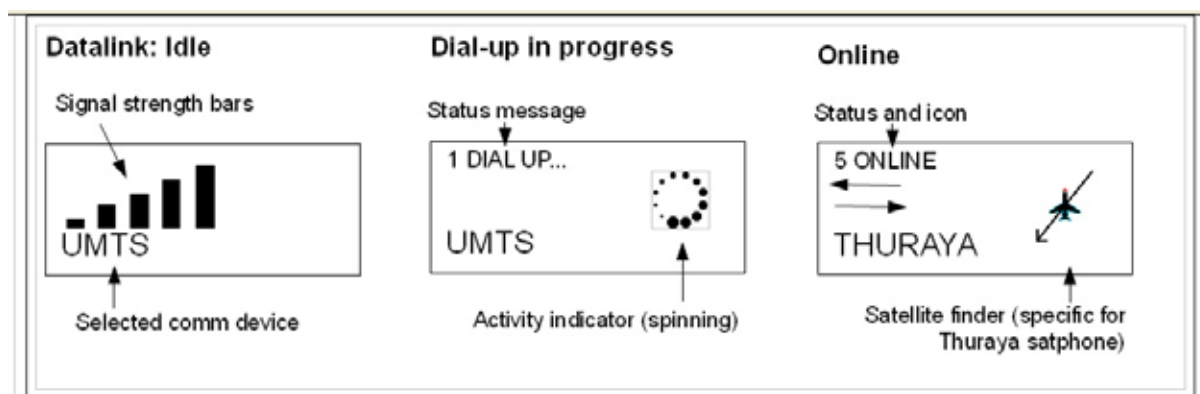 Datalink: Idle
Signal strength bars
UMTS
Selected comm device
Dial-up in progress
Status message
1 DIAL UP...
UMTS
Activity indicator (spinning)
Online
Status and icon
5 ONLINE
THURAYA
Satellite finder (specific for
Thuraya satphone)